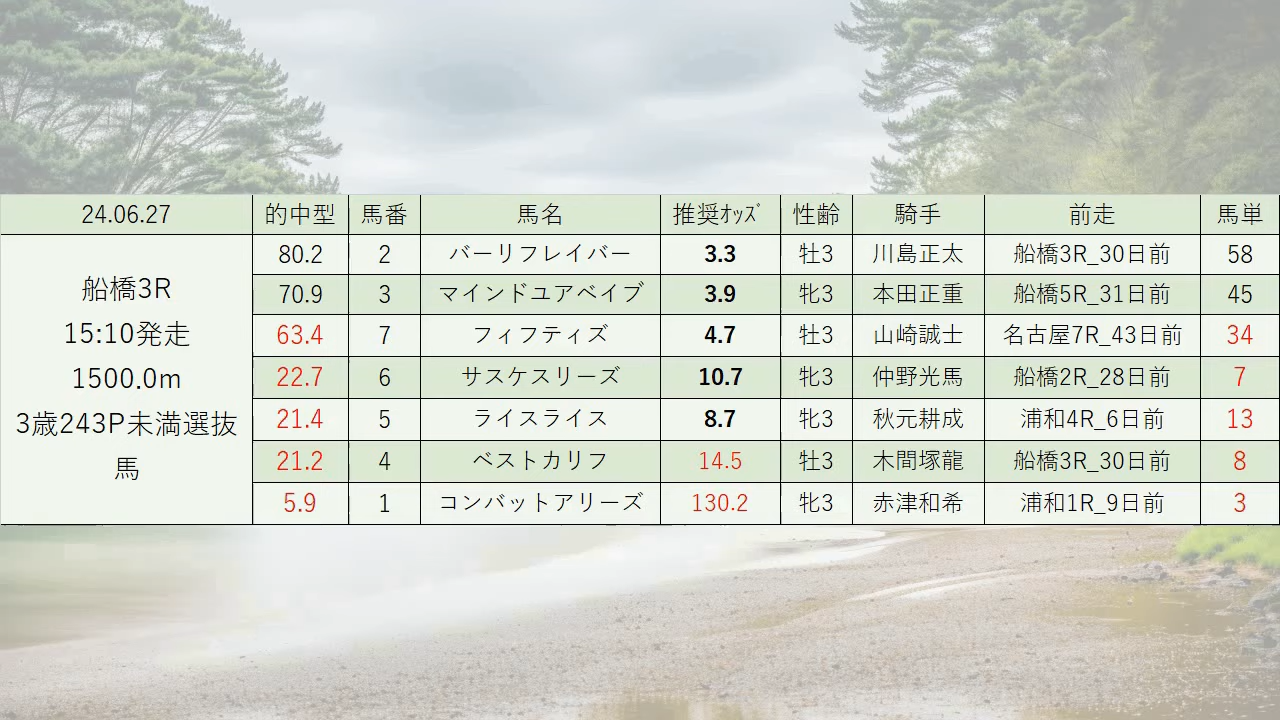 24.06.27 的中型 馬番 馬名 推奨ｵｯｽﾞ 性齢 騎手 前走 馬単
船橋3R
15:10発走
1500.0m
3歳243P未満選抜
馬
80.2 2 バーリフレイバー 3.3 牡3 川島正太 船橋3R_30日前 58
70.9 3 マインドユアベイブ 3.9 牝3 本田正重 船橋5R_31日前 45
63.4 7 フィフティズ 4.7 牡3 山崎誠士 名古屋7R_43日前 34
22.7 6 サスケスリーズ 10.7 牝3 仲野光馬 船橋2R_28日前 7
21.4 5 ライスライス 8.7 牝3 秋元耕成 浦和4R_6日前 13
21.2 4 ベストカリフ 14.5 牡3 木間塚龍 船橋3R_30日前 8
5.9 1 コンバットアリーズ 130.2 牝3 赤津和希 浦和1R_9日前 3